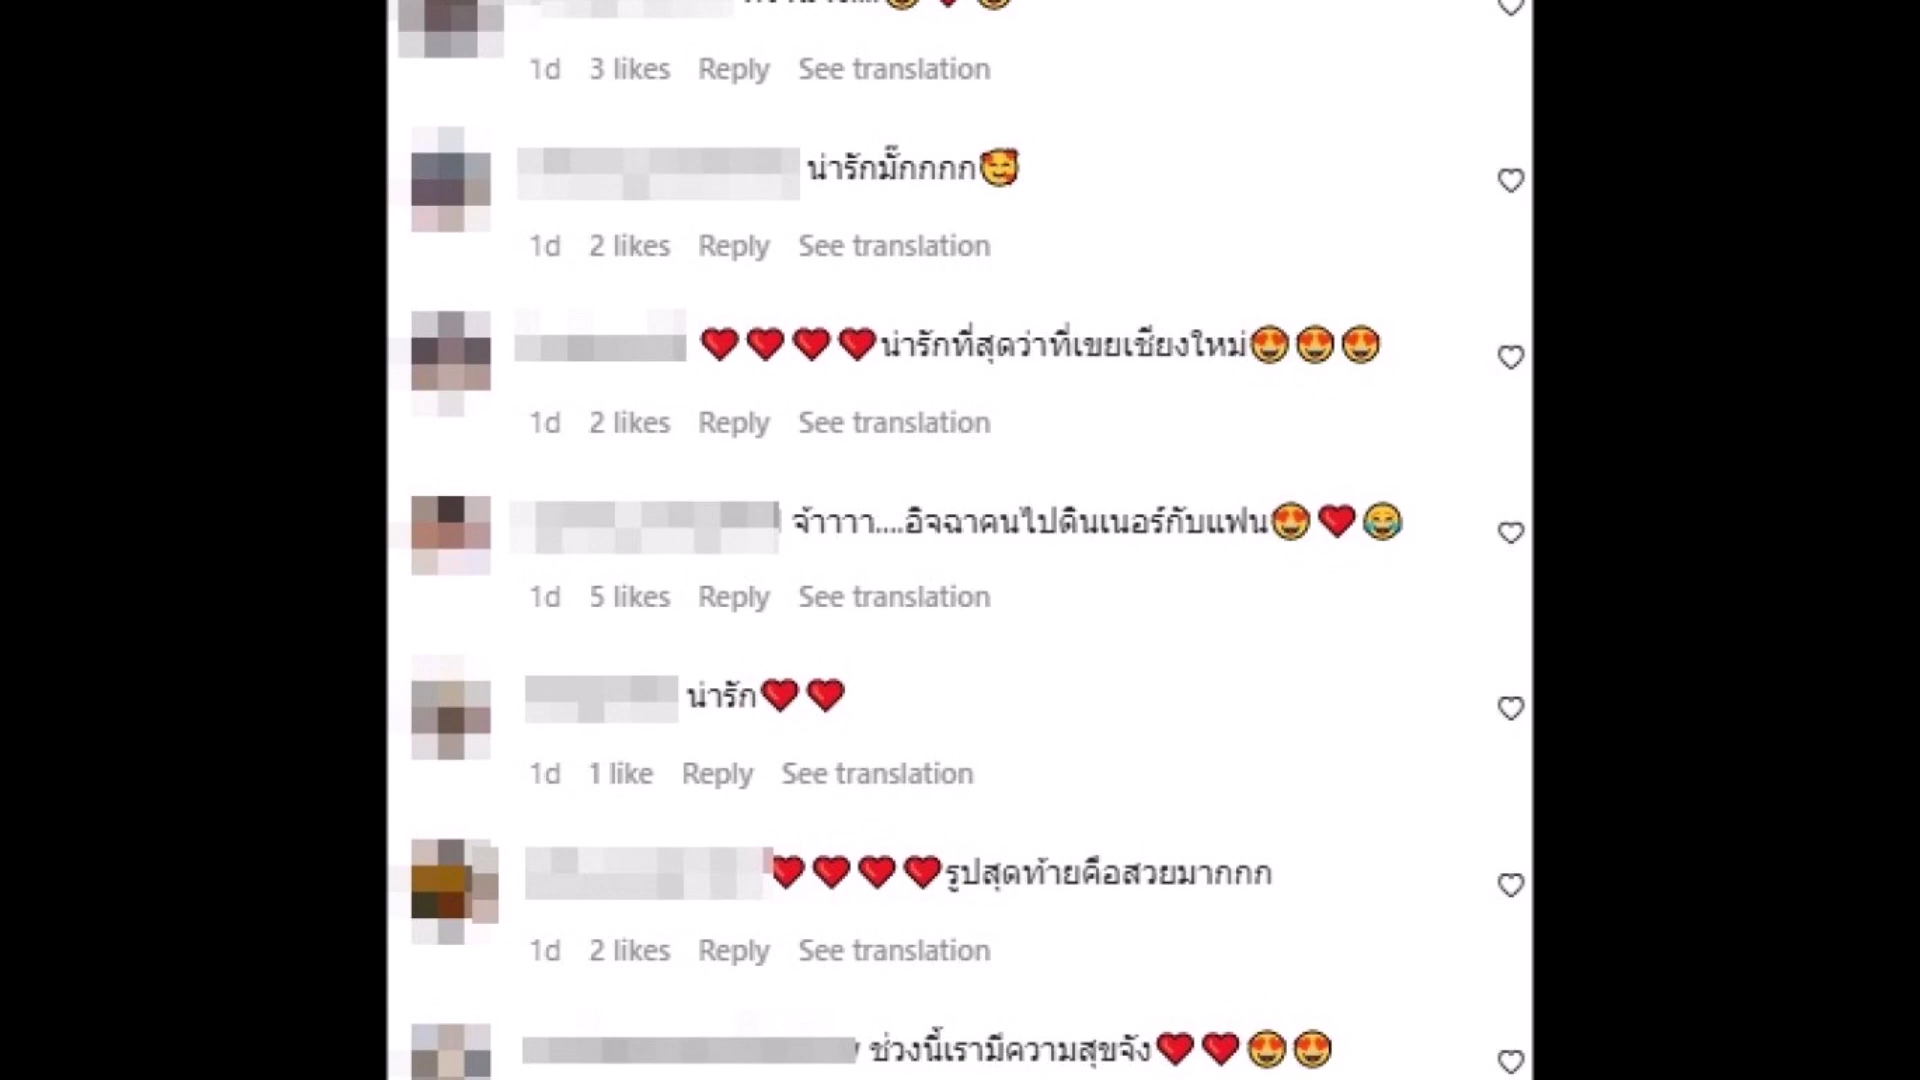 1d 3 likes Reply See translation
น่ารักมั๊กกกก🥰
1d 2 likes Reply See translation
❤️❤️❤️❤️น่ารักที่สุดว่าที่เขยเชียงใหม่😍😍😍
1d 2 likes Reply See translation
จ้าาาา....อิจฉาคนไปดินเนอร์กับแฟน😍❤️😂
1d 5 likes Reply See translation
น่ารัก❤️❤️
1d 1 like Reply See translation
❤️❤️❤️❤️รูปสุดท้ายคือสวยมากกก
1d 2 likes Reply See translation
ช่วงนี้เรามีความสุขจัง❤️❤️😍😍